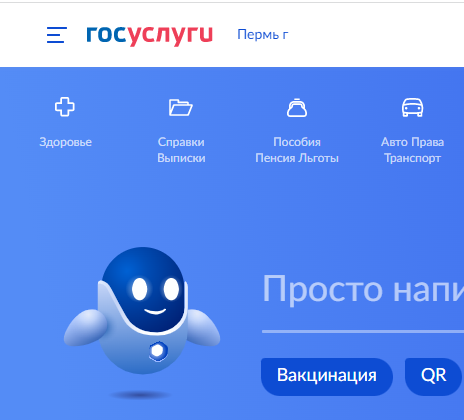 госуслуги Пермь г
Здоровье
Справки
Выписки
Пособия
Пенсия Льготы
Авто Права
Транспорт
Просто напи
Вакцинация QR